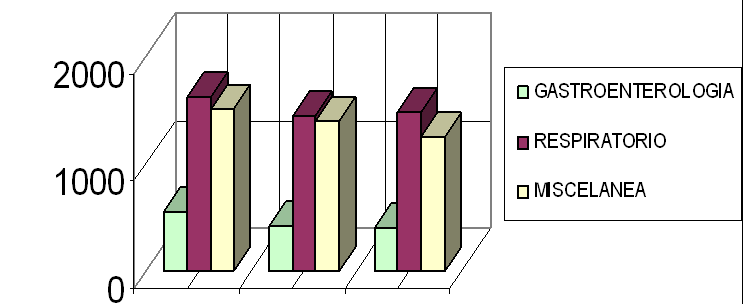 2000
1000
0
GASTROENTEROLOGIA
RESPIRATORIO
MISCELANEA